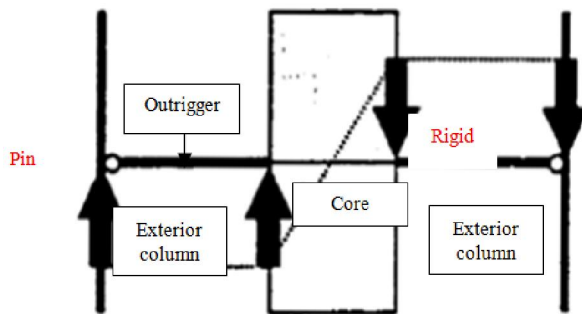 Outrigger
Rigid
Pin
Core
Exterior
column
Exterior
column